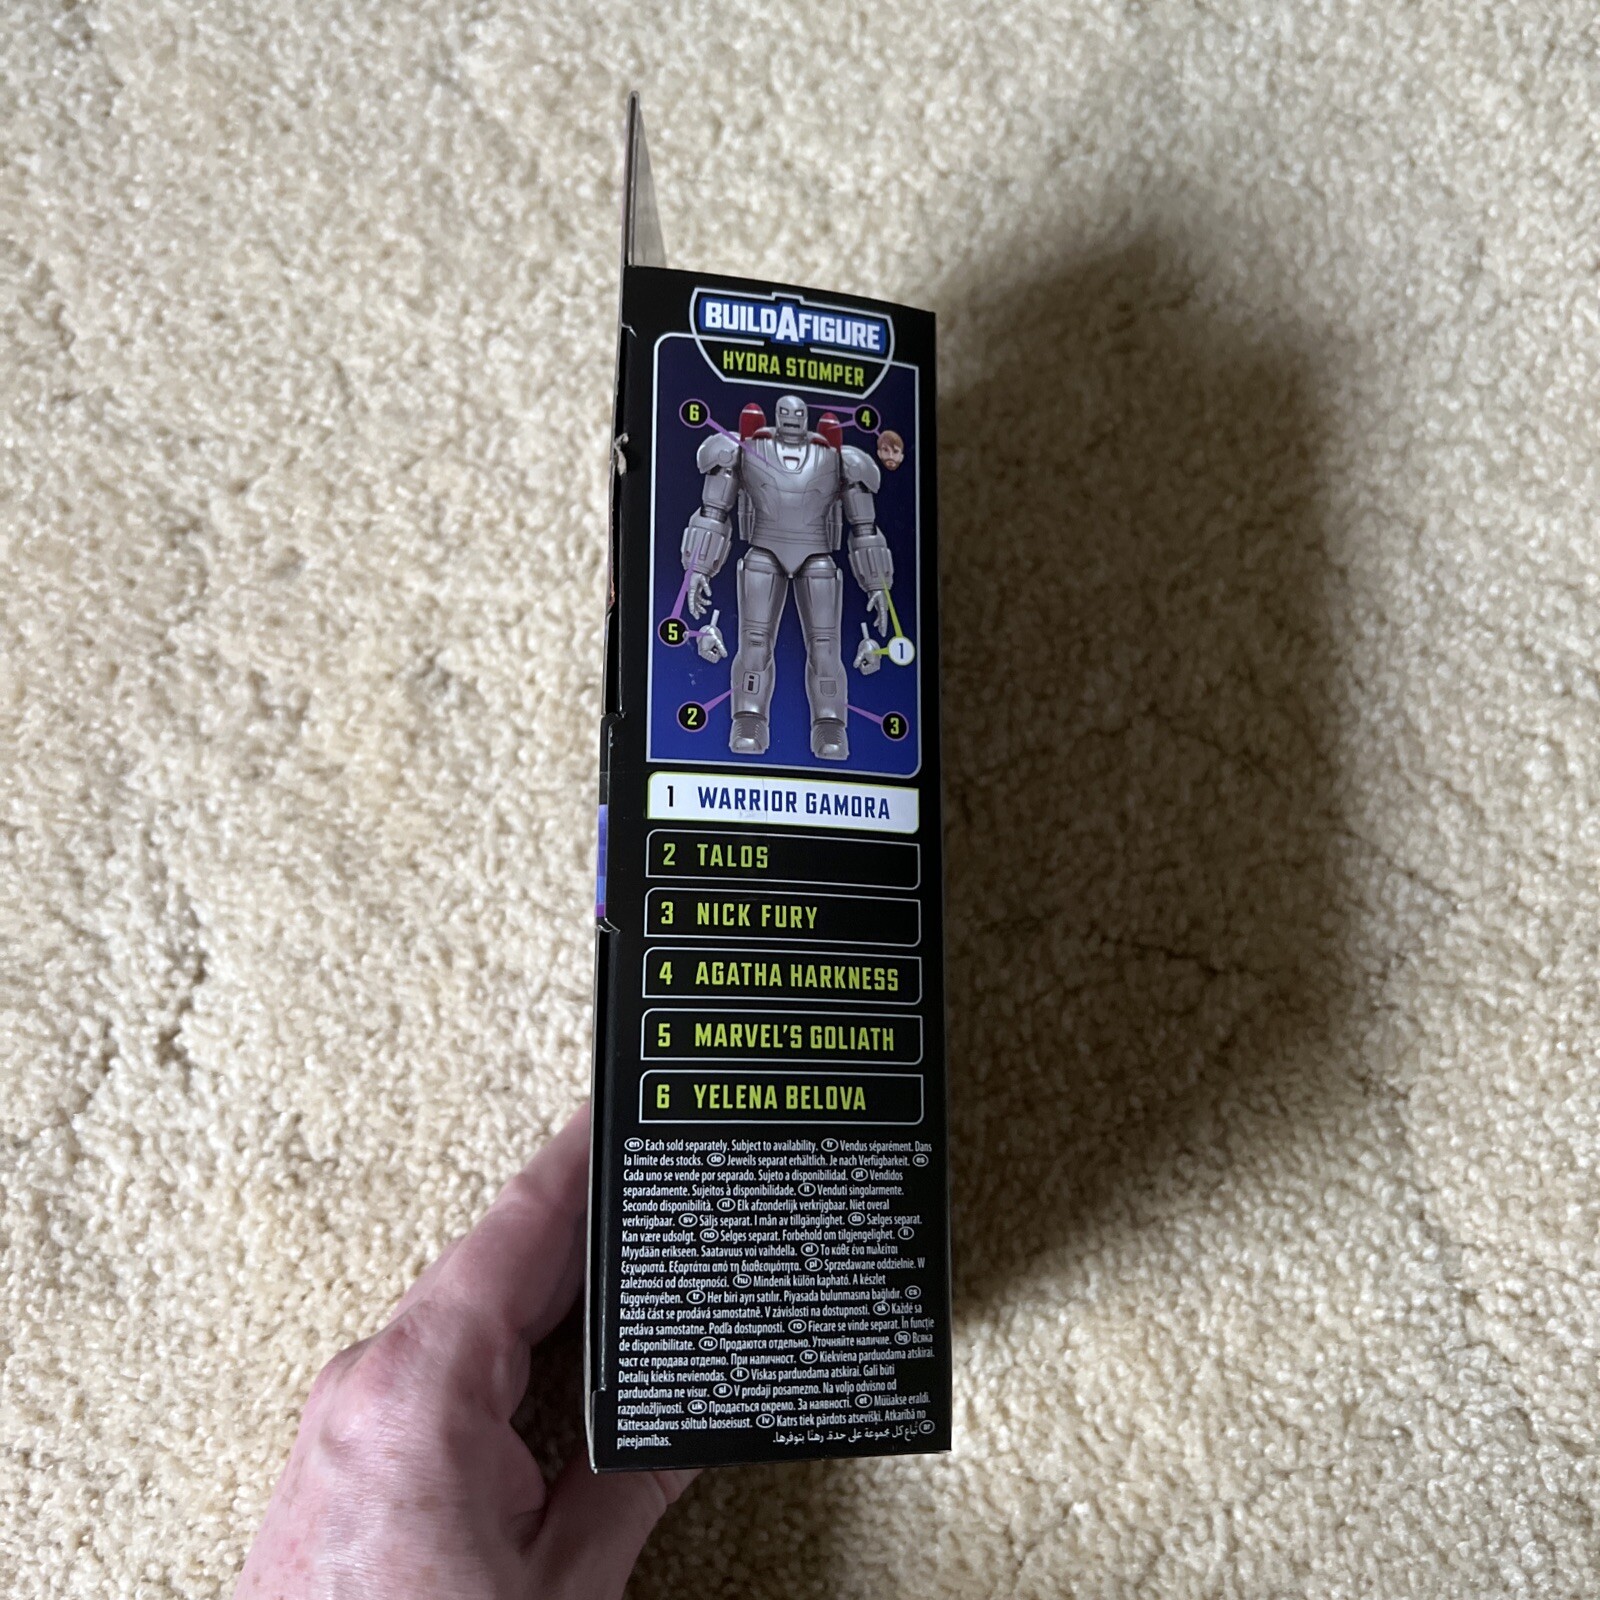 BUILDAFIGURE
HYDRA STOMPER
6
4
5
1
2
3
1 WARRIOR GAMORA
2 TALOS
3 NICK FURY
4 AGATHA HARKNESS
5 MARVEL'S GOLIATH
6 YELENA BELOVA
en Each sold separately. Subject to availability. fr Vendus séparément. Dans
la limite des stocks. de Jeweils separat erhältlich. Je nach Verfügbarkeit. es
Cada uno se vende por separado. Sujeto a disponibilidad. pt Vendidos
separadamente. Sujeitos à disponibilidade. it Venduti singolarmente.
Secondo disponibilità. nl Elk afzonderlijk verkrijgbaar. Niet overal
verkrijgbaar. sv Säljs separat. I mån av tillgänglighet. da Sælges separat.
Kan være udsolgt. no Selges separat. Forbehold om tilgjengelighet. fi
Myydään erikseen. Saatavuus voi vaihdella. el Το κάθε ένα πωλείται
ξεχωριστά. Εξαρτάται από τη διαθεσιμότητα. pl Sprzedawane oddzielnie. W
zależności od dostępności. hu Mindenik külön kapható. A készlet
függvényében. tr Her biri ayrı satılır. Piyasada bulunmasına bağlıdır. cs
Každá část se prodává samostatně. V závislosti na dostupnosti. sk Každé sa
predáva samostatne. Podľa dostupnosti. ro Fiecare se vinde separat. În funcție
de disponibilitate. ru Продаются отдельно. Уточняйте наличие. bg Всяка
част се продава отделно. При наличност. hr Kiekviena parduodama atskirai.
Detalių kiekis nevienodas. lt Viskas parduodama atskirai. Gali būti
parduodama ne visur. sl V prodaji posamezno. Na voljo odvisno od
razpoložljivosti. uk Продається окремо. За наявності. et Müüakse eraldi.
Kättesaadavus sõltub laoseisust. lv Katrs tiek pārdots atsevišķi. Atkarībā no
pieejamības. ar تُباع كل مجموعة على حدة. رهنًا بتوفرها.